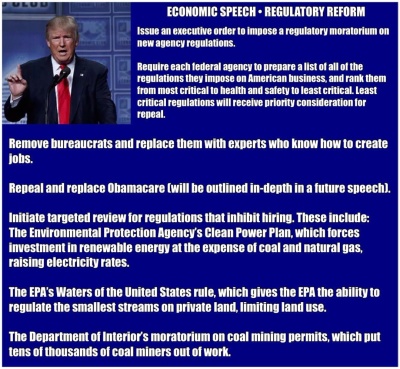 ECONOMIC SPEECH • REGULATORY REFORM
Issue an executive order to impose a regulatory moratorium on
new agency regulations.
Require each federal agency to prepare a list of all of the
regulations they impose on American business, and rank them
from most critical to health and safety to least critical. Least
critical regulations will receive priority consideration for
repeal.
Remove bureaucrats and replace them with experts who know how to create
jobs.
Repeal and replace Obamacare (will be outlined in-depth in a future speech).
Initiate targeted review for regulations that inhibit hiring. These include:
The Environmental Protection Agency's Clean Power Plan, which forces
investment in renewable energy at the expense of coal and natural gas,
raising electricity rates.
The EPA's Waters of the United States rule, which gives the EPA the ability to
regulate the smallest streams on private land, limiting land use.
The Department of Interior's moratorium on coal mining permits, which put
tens of thousands of coal miners out of work.